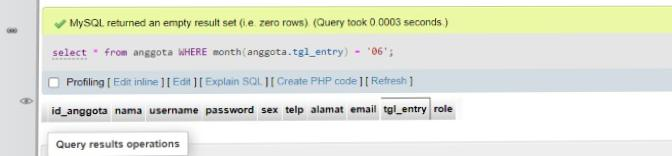 MySQL returned an empty result set (i.e. zero rows). (Query took 0.0003 seconds.)
select * from anggota WHERE month(anggota.tgl_entry) = '06';
Profiling [ Edit inline ] [ Edit ] [ Explain SQL ] [ Create PHP code ] [ Refresh ]
id_anggota nama username password sex telp alamat email tgl_entry role
Query results operations